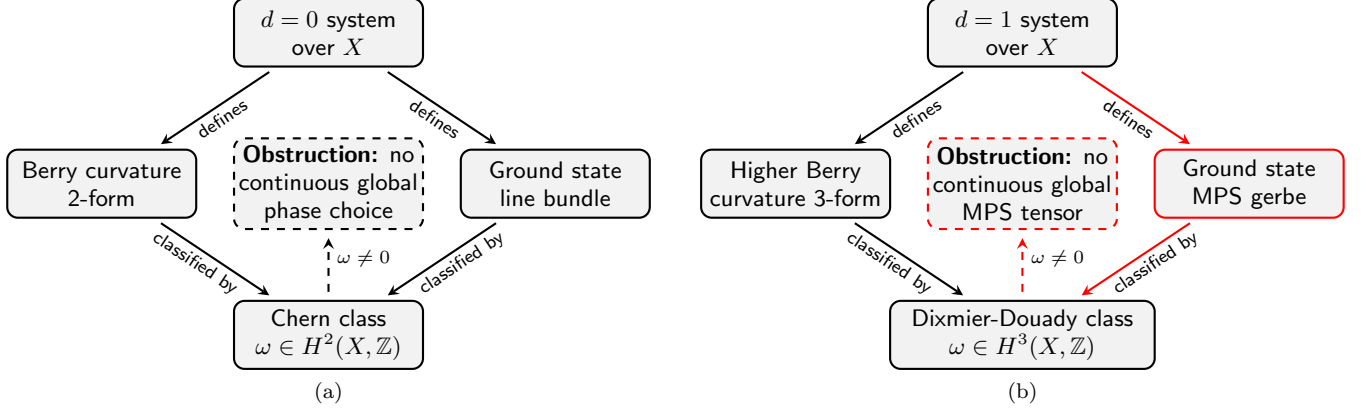 d = 0 system
over X
defines
defines
Berry curvature
2-form
Obstruction: no
continuous global
phase choice
Ground state
line bundle
classified by
ω ≠ 0
classified by
Chern class
ω ∈ H²(X, ℤ)
(a)
d = 1 system
over X
defines
defines
Higher Berry
curvature 3-form
Obstruction: no
continuous global
MPS tensor
Ground state
MPS gerbe
classified by
ω ≠ 0
classified by
Dixmier-Douady class
ω ∈ H³(X, ℤ)
(b)